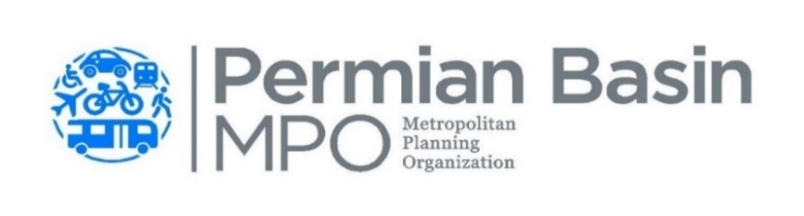 Permian Basin
MPO
Metropolitan
Planning
Organization